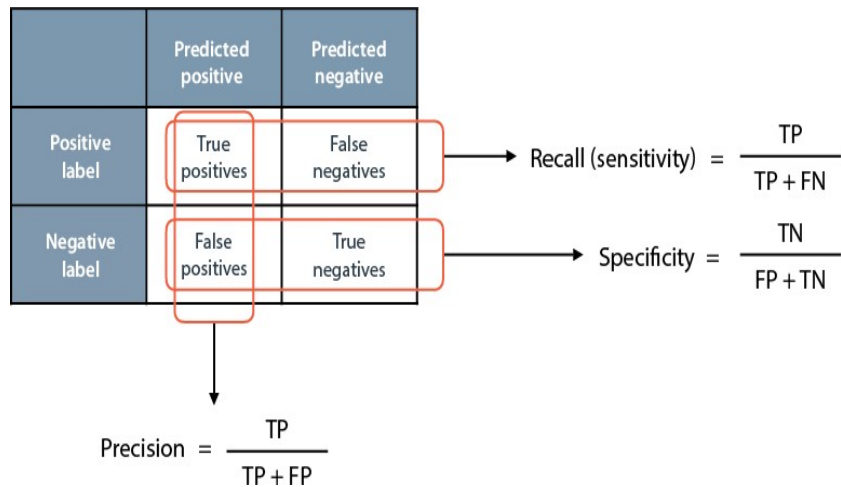 Predicted
positive
Predicted
negative
Positive
label
True
positives
False
negatives
Recall (sensitivity) =
TP
TP + FN
Negative
label
False
positives
True
negatives
Specificity =
TN
FP + TN
Precision =
TP
TP + FP